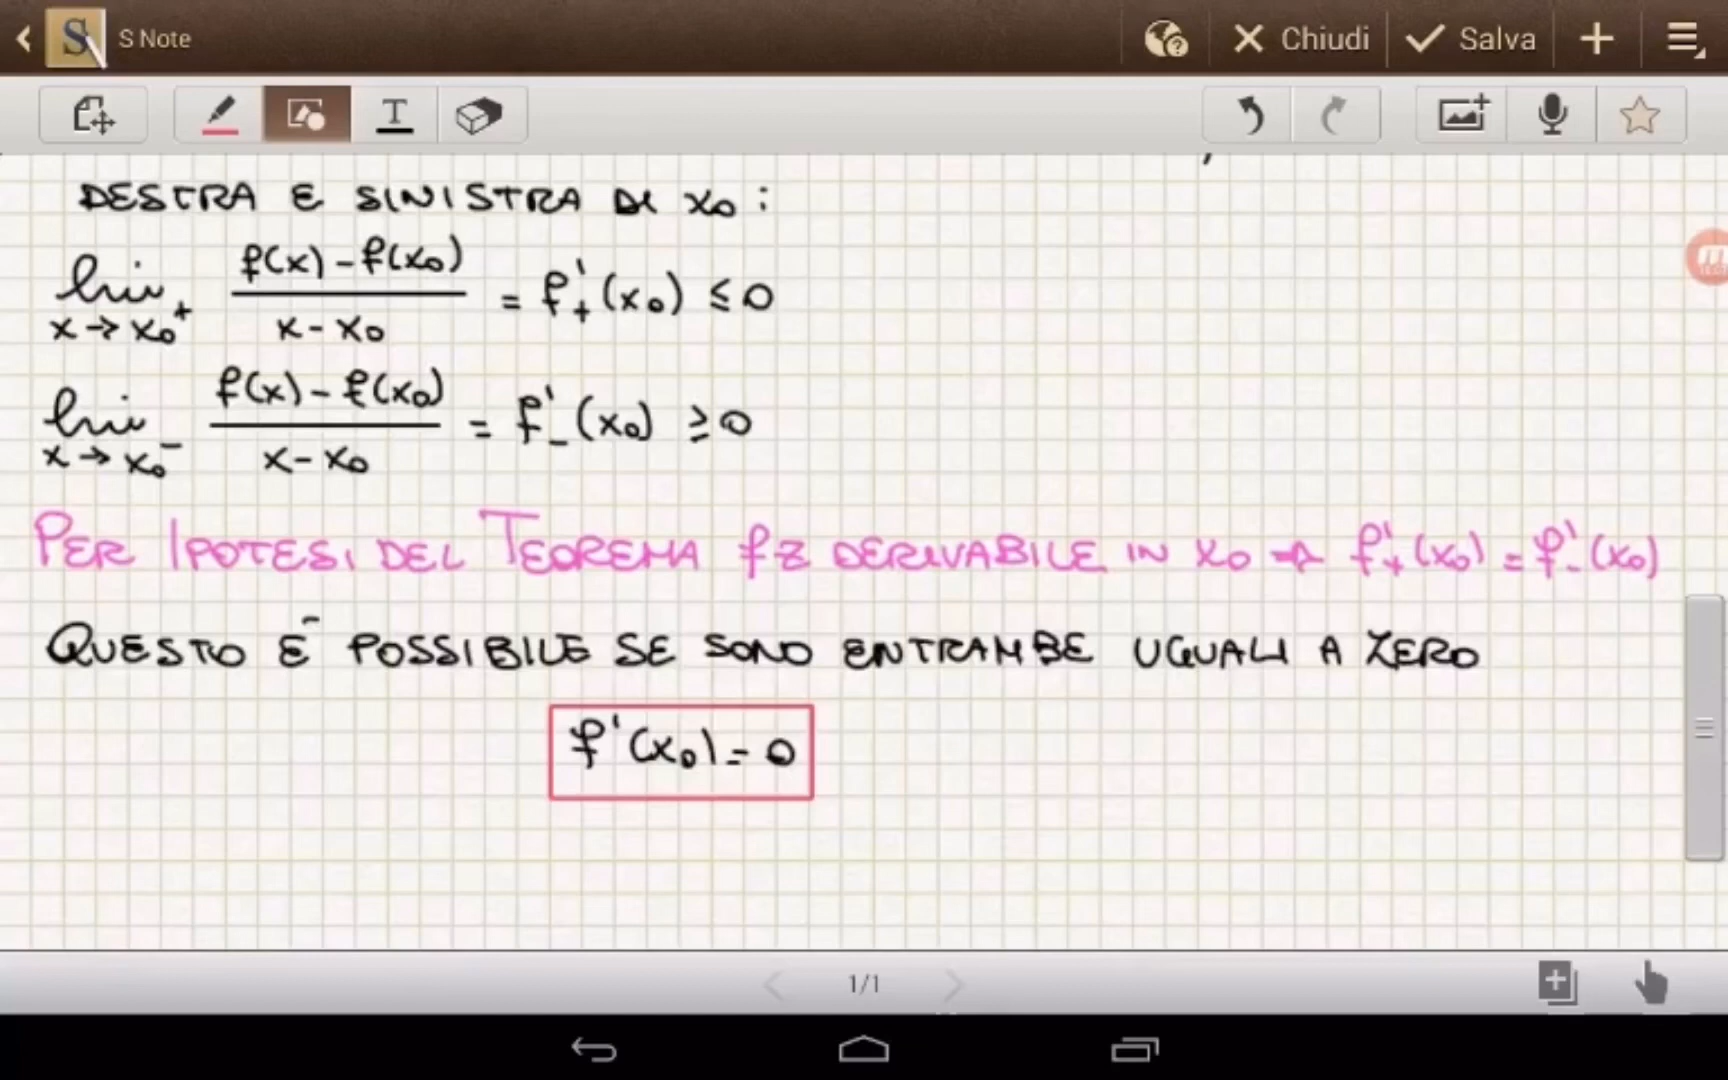 S Note
Chiudi
Salva
T
DESTRA E SINISTRA DI x₀:
lim x→x₀⁺ f(x)-f(x₀) / x-x₀ = f'₊(x₀) ≤ 0
lim x→x₀⁻ f(x)-f(x₀) / x-x₀ = f'₋(x₀) ≥ 0
PER IPOTESI DEL TEOREMA f È DERIVABILE IN x₀ → f'₊(x₀) = f'₋(x₀)
QUESTO È POSSIBILE SE SONO ENTRAMBE UGUALI A ZERO
f'(x₀) = 0
1/1